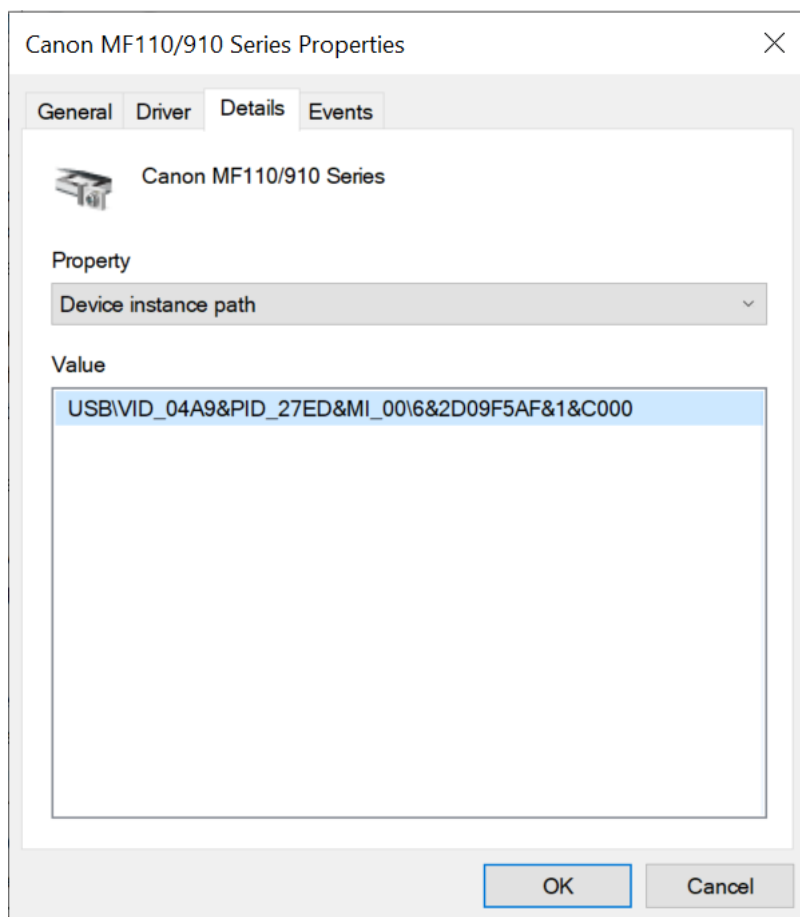 Canon MF110/910 Series Properties
General Driver Details Events
Canon MF110/910 Series
Property
Device instance path
Value
USB\VID_04A9&PID_27ED&MI_00\6&2D09F5AF&1&C000
OK Cancel